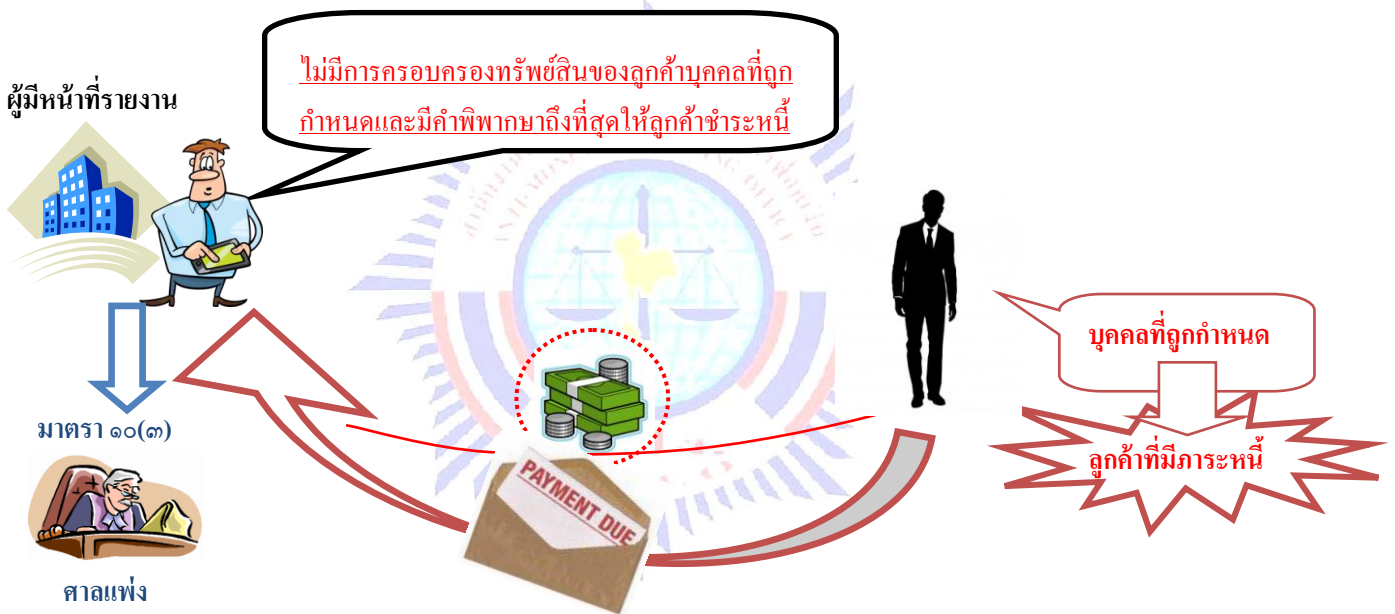 ไม่มีการครอบครองทรัพย์สินของลูกค้าบุคคลที่ถูก
กำหนดและมีคำพิพากษาถึงที่สุดให้ลูกค้าชำระหนี้
ผู้มีหน้าที่รายงาน
บุคคลที่ถูกกำหนด
มาตรา ๑๐(๓)
ลูกค้าที่มีภาระหนี้
PAYMENT DUE
ศาลแพ่ง